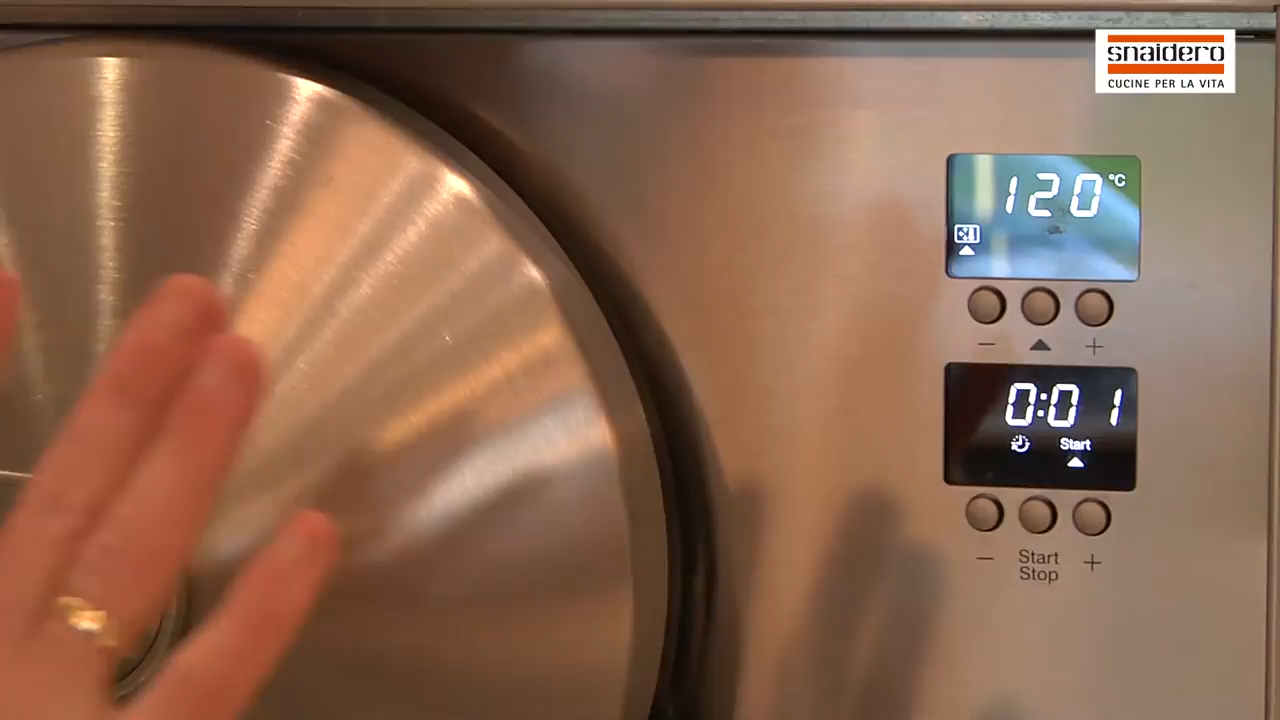 snaidero
CUCINE PER LA VITA
120 °C
− ▲ +
0:01
Start
− Start Stop +